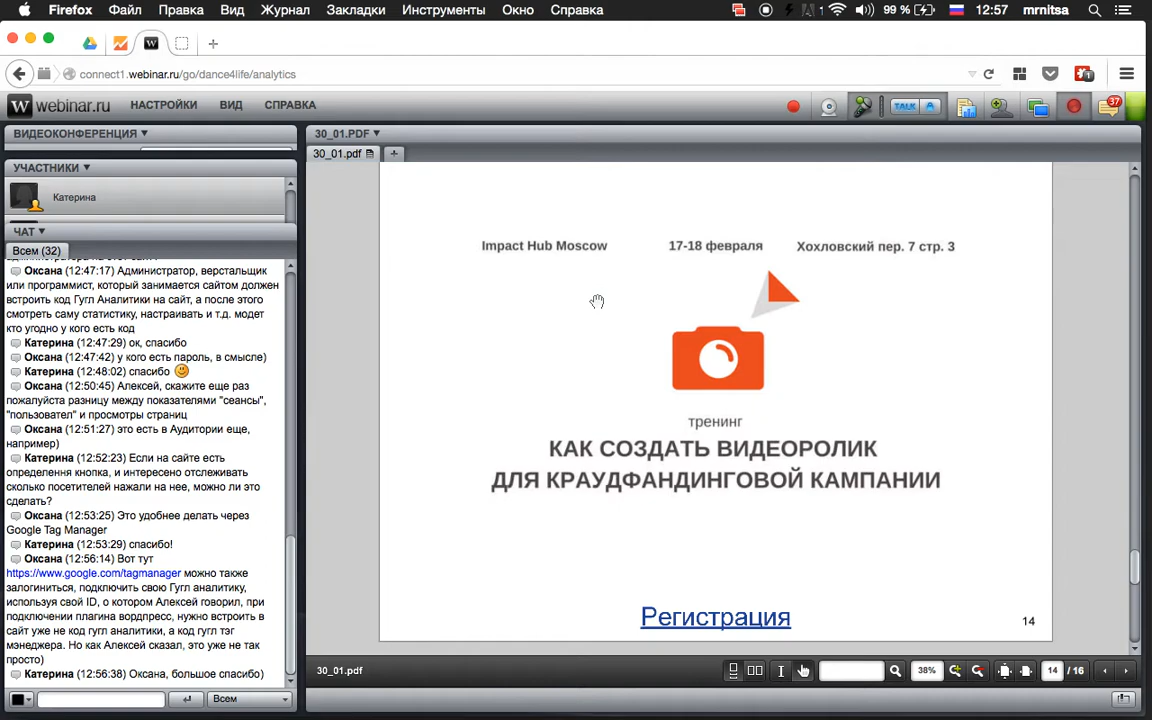 Firefox Файл Правка Вид Журнал Закладки Инструменты Окно Справка 1 99 % 12:57 mrnitsa
W
connect1.webinar.ru/go/dance4life/analytics 1
W webinar.ru НАСТРОЙКИ ВИД СПРАВКА TALK A 37
ВИДЕОКОНФЕРЕНЦИЯ
УЧАСТНИКИ
Катерина
ЧАТ
Всем (32)
Оксана (12:47:17) Администратор, верстальщик
или программист, который занимается сайтом должен
встроить код Гугл Аналитики на сайт, а после этого
смотреть саму статистику, настраивать и т.д. модет
кто угодно у кого есть код
Катерина (12:47:29) ок, спасибо
Оксана (12:47:42) у кого есть пароль, в смысле)
Катерина (12:48:02) спасибо
Оксана (12:50:45) Алексей, скажите еще раз
пожалуйста разницу между показателями "сеансы",
"пользовател" и просмотры страниц
Оксана (12:51:27) это есть в Аудитории еще,
например)
Катерина (12:52:23) Если на сайте есть
определення кнопка, и интересно отслеживать
сколько посетителей нажали на нее, можно ли это
сделать?
Оксана (12:53:25) Это удобнее делать через
Google Tag Manager
Катерина (12:53:29) спасибо!
Оксана (12:56:14) Вот тут
https://www.google.com/tagmanager можно также
залогиниться, подключить свою Гугл аналитику,
используя свой ID, о котором Алексей говорил, при
подключении плагина вордпресс, нужно встроить в
сайт уже не код гугл аналитики, а код гугл тэг
мэнеджера. Но как Алексей сказал, это уже не так
просто)
Катерина (12:56:38) Оксана, большое спасибо)
Всем
30_01.PDF
30_01.pdf
Impact Hub Moscow 17-18 февраля Хохловский пер. 7 стр. 3
тренинг
КАК СОЗДАТЬ ВИДЕОРОЛИК
ДЛЯ КРАУДФАНДИНГОВОЙ КАМПАНИИ
Регистрация
14
30_01.pdf 38% 14 / 16